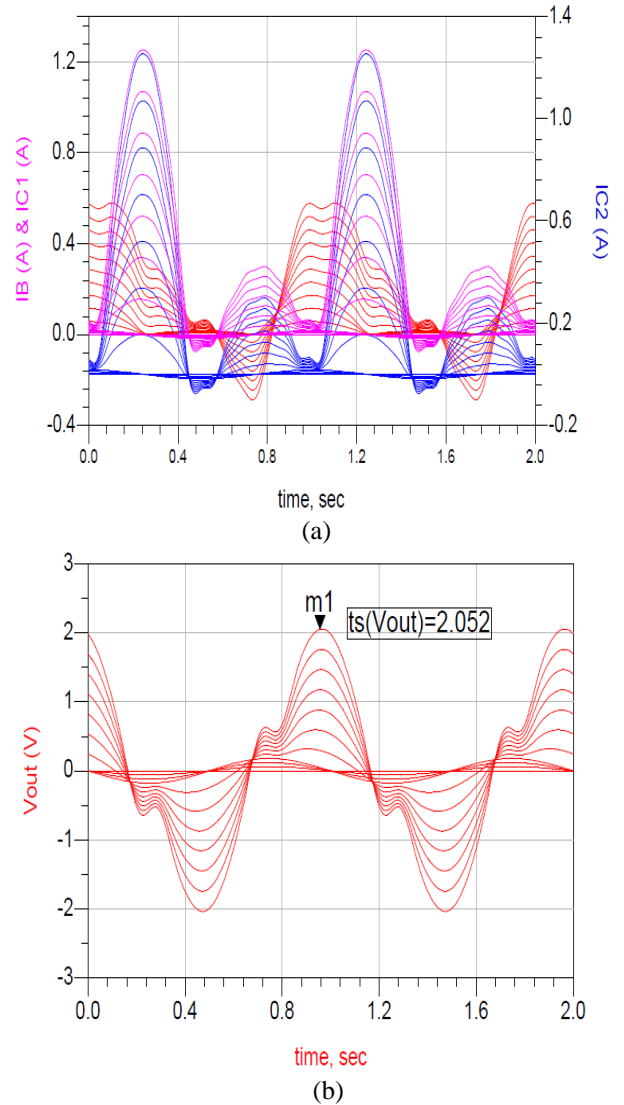 1.4
1.2
1.0
0.8
0.6
0.4
0.2
0.0
-0.4
-0.2
IB (A) & IC1 (A)
IC2 (A)
0.0 0.4 0.8 1.2 1.6 2.0
time, sec
(a)
3
2
1
0
-1
-2
-3
m1
ts(Vout)=2.052
Vout (V)
0.0 0.4 0.8 1.2 1.6 2.0
time, sec
(b)